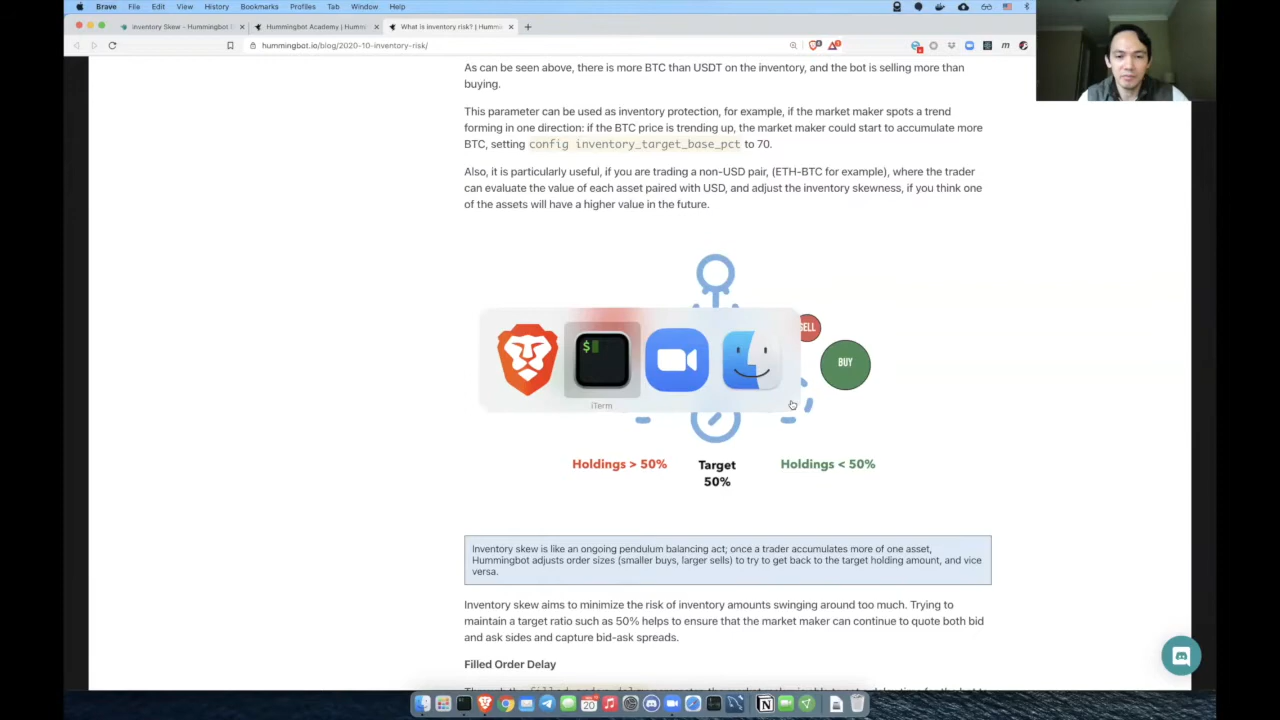 Brave File Edit View History Bookmarks Profiles Tab Window Help
Inventory Skew - Hummingbot
Hummingbot Academy | Hummi
What is inventory risk? | Hummi
hummingbot.io/blog/2020-10-inventory-risk/
As can be seen above, there is more BTC than USDT on the inventory, and the bot is selling more than
buying.
This parameter can be used as inventory protection, for example, if the market maker spots a trend
forming in one direction: if the BTC price is trending up, the market maker could start to accumulate more
BTC, setting config inventory_target_base_pct to 70.
Also, it is particularly useful, if you are trading a non-USD pair, (ETH-BTC for example), where the trader
can evaluate the value of each asset paired with USD, and adjust the inventory skewness, if you think one
of the assets will have a higher value in the future.
SELL
BUY
$
iTerm
Holdings > 50%
Target
50%
Holdings < 50%
Inventory skew is like an ongoing pendulum balancing act; once a trader accumulates more of one asset,
Hummingbot adjusts order sizes (smaller buys, larger sells) to try to get back to the target holding amount, and vice
versa.
Inventory skew aims to minimize the risk of inventory amounts swinging around too much. Trying to
maintain a target ratio such as 50% helps to ensure that the market maker can continue to quote both bid
and ask sides and capture bid-ask spreads.
Filled Order Delay
20